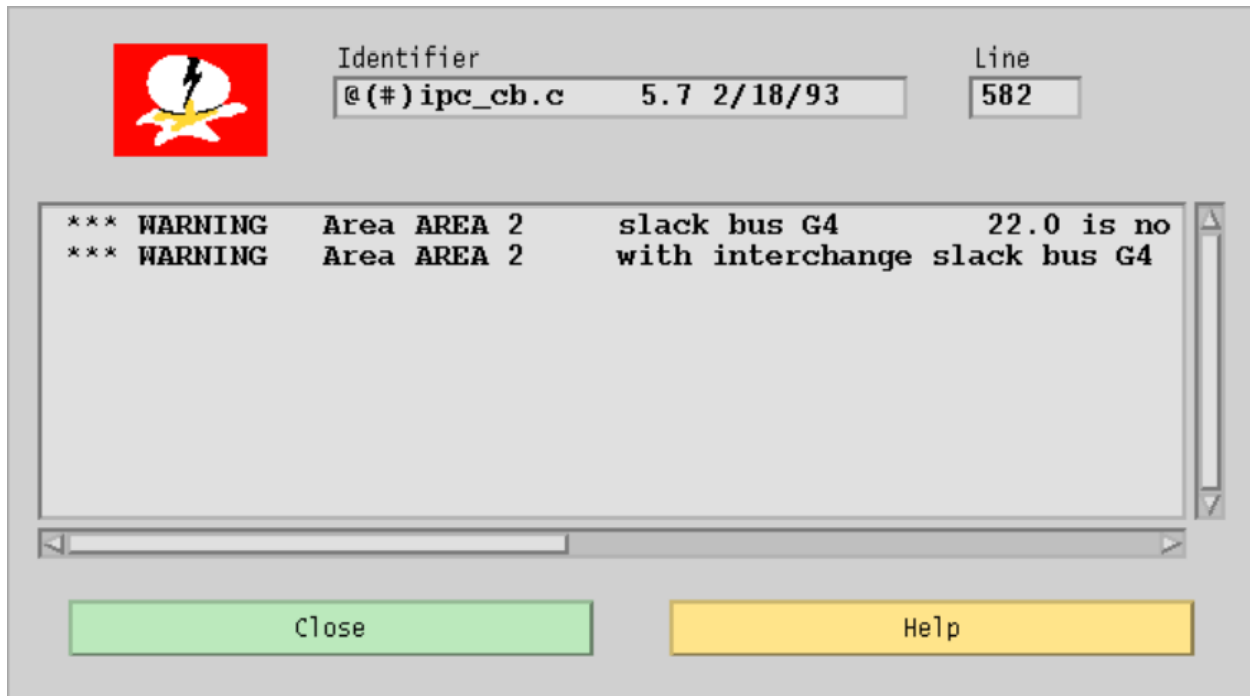 Identifier
Line
@(#)ipc_cb.c 5.7 2/18/93
582
*** WARNING Area AREA 2 slack bus G4 22.0 is no
*** WARNING Area AREA 2 with interchange slack bus G4
Close
Help